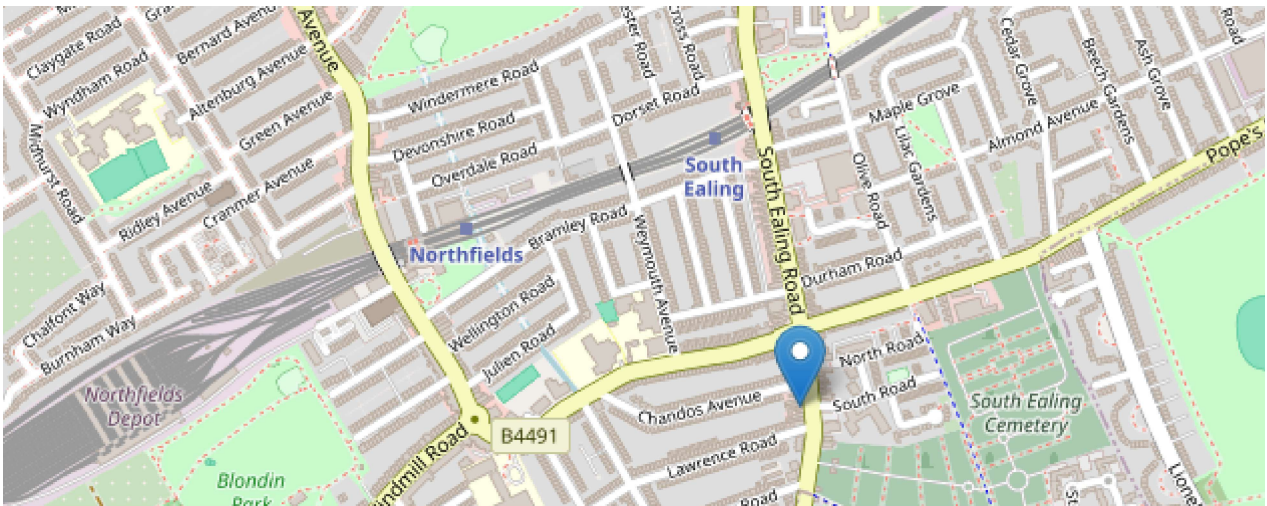 Claygate Road
Bernard Avenue
Wyndham Road
Altenburg Avenue
Avenue
Green Avenue
Midhurst Road
Ridley Avenue
Cranmer Avenue
Chalfont Way
Burnham Way
Northfields
Depot
Blondin
Park
Windermere Road
Devonshire Road
Overdale Road
Dorset Road
Northfields
Bramley Road
Wellington Road
Julien Road
Weymouth Avenue
South
Ealing
South Ealing Road
Olive Road
Maple Grove
Lilac Gardens
Cedar Grove
Beech Gardens
Ash Grove
Road
Almond Avenue
Pope's
Durham Road
North Road
South Road
Chandos Avenue
Lawrence Road
Road
B4491
South Ealing
Cemetery